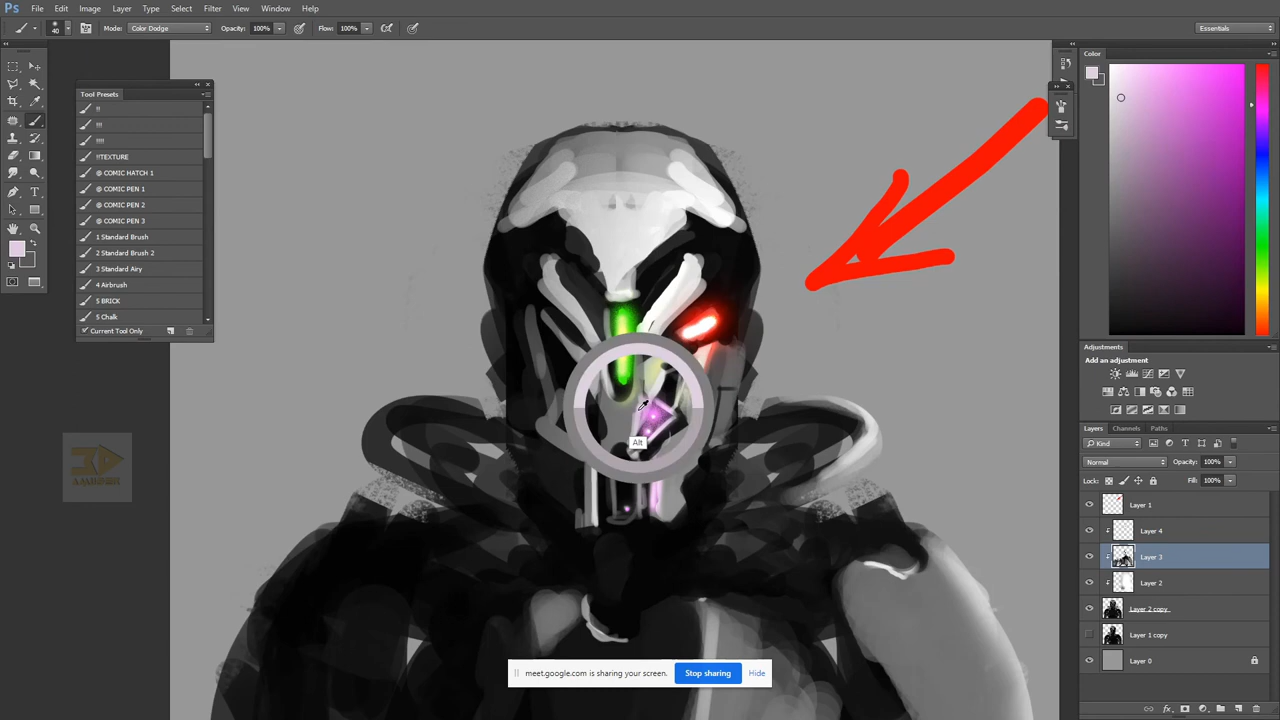 Ps File Edit Image Layer Type Select Filter View Window Help
40 Mode: Color Dodge Opacity: 100% Flow: 100% Essentials
Color
Tool Presets
!!
!!!
!!!!
!!TEXTURE
@ COMIC HATCH 1
@ COMIC PEN 1
@ COMIC PEN 2
@ COMIC PEN 3
1 Standard Brush
2 Standard Brush 2
3 Standard Airy
4 Airbrush
5 BRICK
5 Chalk
Current Tool Only
Adjustments
Add an adjustment
Layers Channels Paths
Kind
Normal Opacity: 100%
Lock: Fill: 100%
Layer 1
Layer 4
Layer 3
Layer 2
Layer 2 copy
Layer 1 copy
Layer 0
Alt
meet.google.com is sharing your screen. Stop sharing Hide